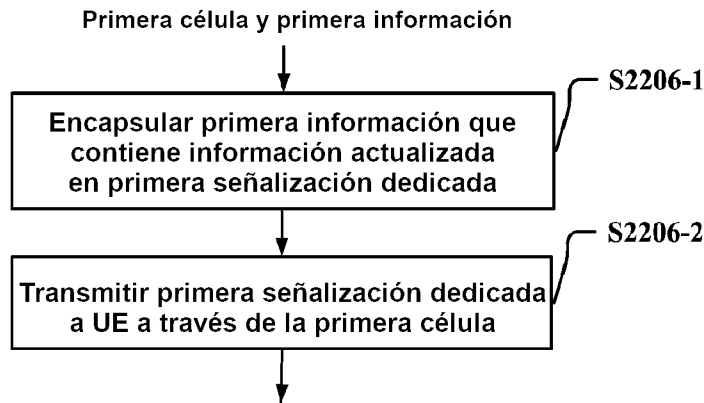 Primera célula y primera información
S2206-1
Encapsular primera información que
contiene información actualizada
en primera señalización dedicada
S2206-2
Transmitir primera señalización dedicada
a UE a través de la primera célula